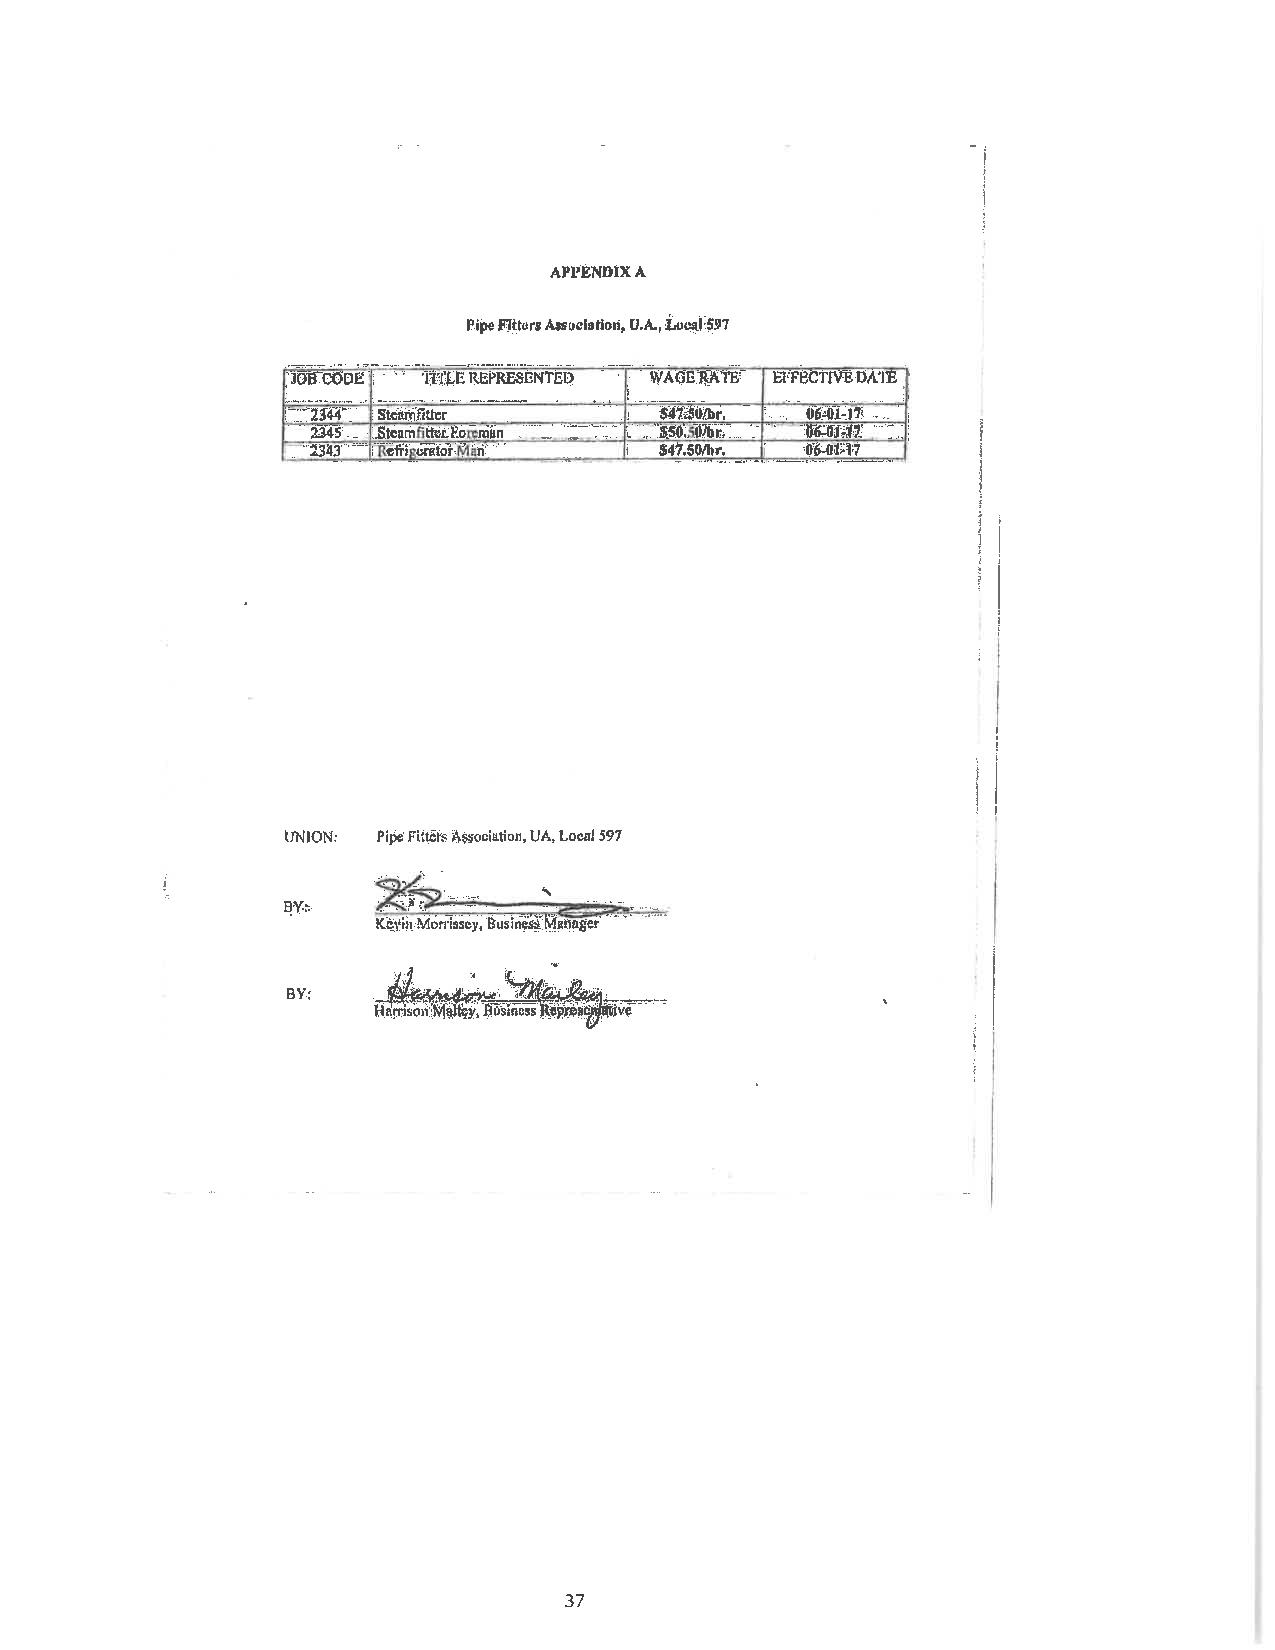 APPENDIX A
Pipe Fitters Association, U.A., Local 597
JOB CODE TITLE REPRESENTED WAGE RATE EFFECTIVE DATE
2344 Steamfitter $47.50/hr. 06-01-17
2345 Steamfitter Foreman $50.50/hr. 06-01-17
2343 Refrigerator Man $47.50/hr. 06-01-17
UNION: Pipe Fitters Association, UA, Local 597
BY:
Kevin Morrissey, Business Manager
BY: Harrison Mailey
Harrison Malley, Business Representative
37